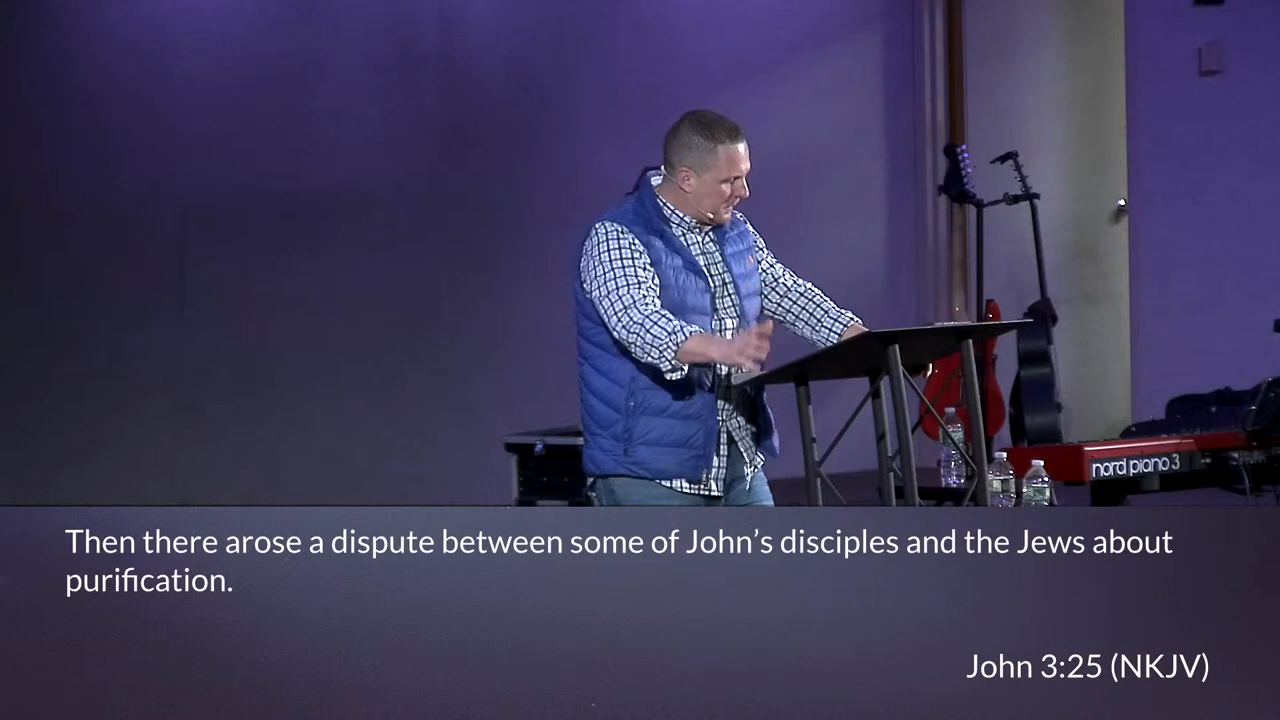 nord piano 3
Then there arose a dispute between some of John’s disciples and the Jews about
purification.
John 3:25 (NKJV)